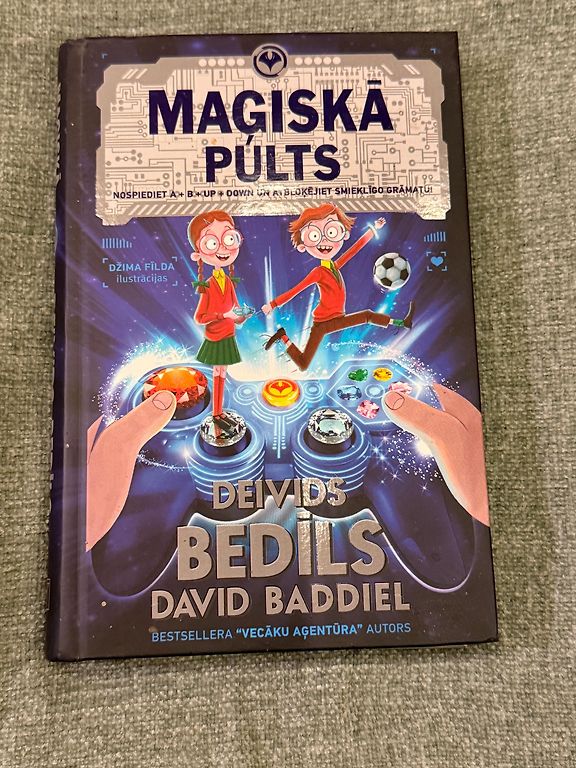 MAĢISKĀ
PULTS
NOSPIEDIET A + B + UP + DOWN UN ATBLOĶĒJIET SMIEKLĪGO GRĀMATU!
DŽIMA FĪLDA
ilustrācijas
DEIVIDS
BEDĪLS
DAVID BADDIEL
BESTSELLERA "VECĀKU AĢENTŪRA" AUTORS